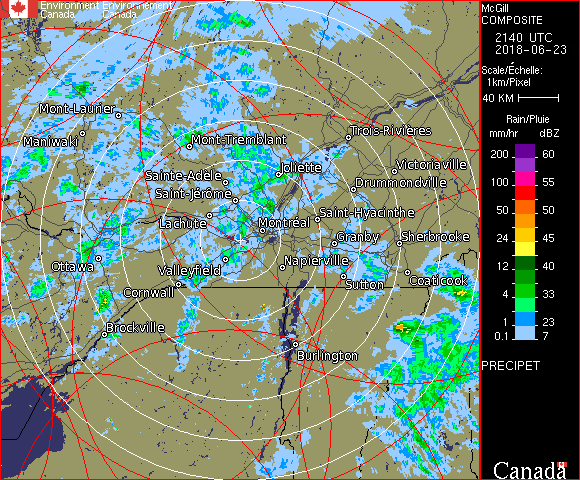 Environment Environnement
Canada Canada
McGill
COMPOSITE
2140 UTC
2018-06-23
Scale/Échelle:
1km/Pixel
40 KM
Rain/Pluie
mm/hr dBZ
200 60
100 55
50 50
24 45
12 40
4 33
1 23
0.1 7
PRECIPET
Canada
Mont-Laurier
Maniwaki
Mont-Tremblant
Trois-Rivières
Joliette
Victoriaville
Sainte-Adèle
Drummondville
Saint-Jérôme
Saint-Hyacinthe
Lachute
Montréal
Granby
Sherbrooke
Ottawa
Valleyfield
Napierville
Cornwall
Sutton
Coaticook
Brockville
Burlington